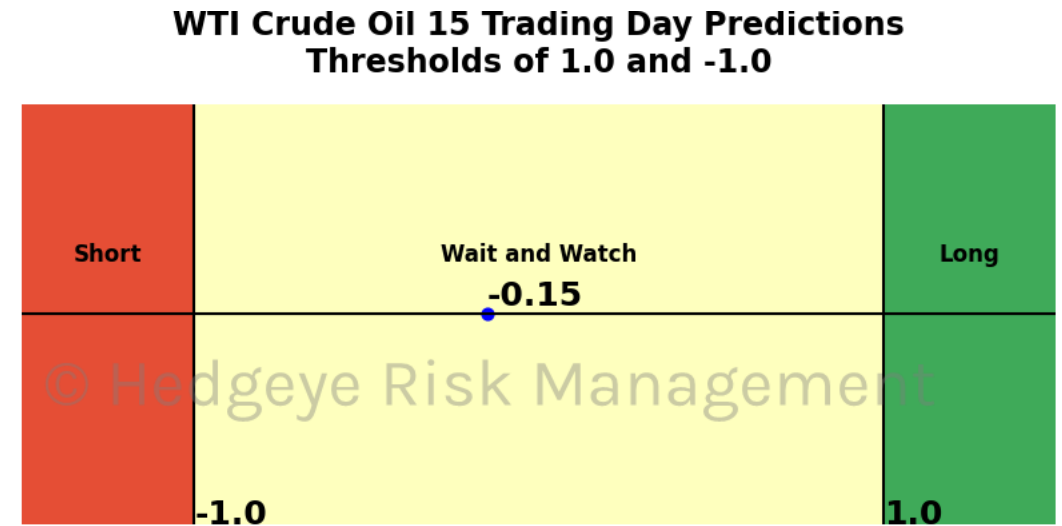 WTI Crude Oil 15 Trading Day Predictions
Thresholds of 1.0 and -1.0
Short
Wait and Watch
Long
-0.15
© Hedgeye Risk Management
-1.0
1.0